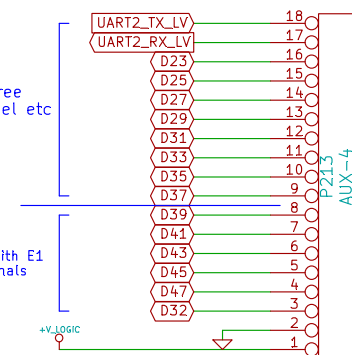 UART2_TX_LV 18
UART2_RX_LV 17
D23 16
D25 15
D27 14
D29 13
D31 12
D33 11
D35 10
D37 9
D39 8
D41 7
D43 6
D45 5
D47 4
D32 3
2
1
ree
el etc
ith E1
nals
+V_LOGIC
P213
AUX-4